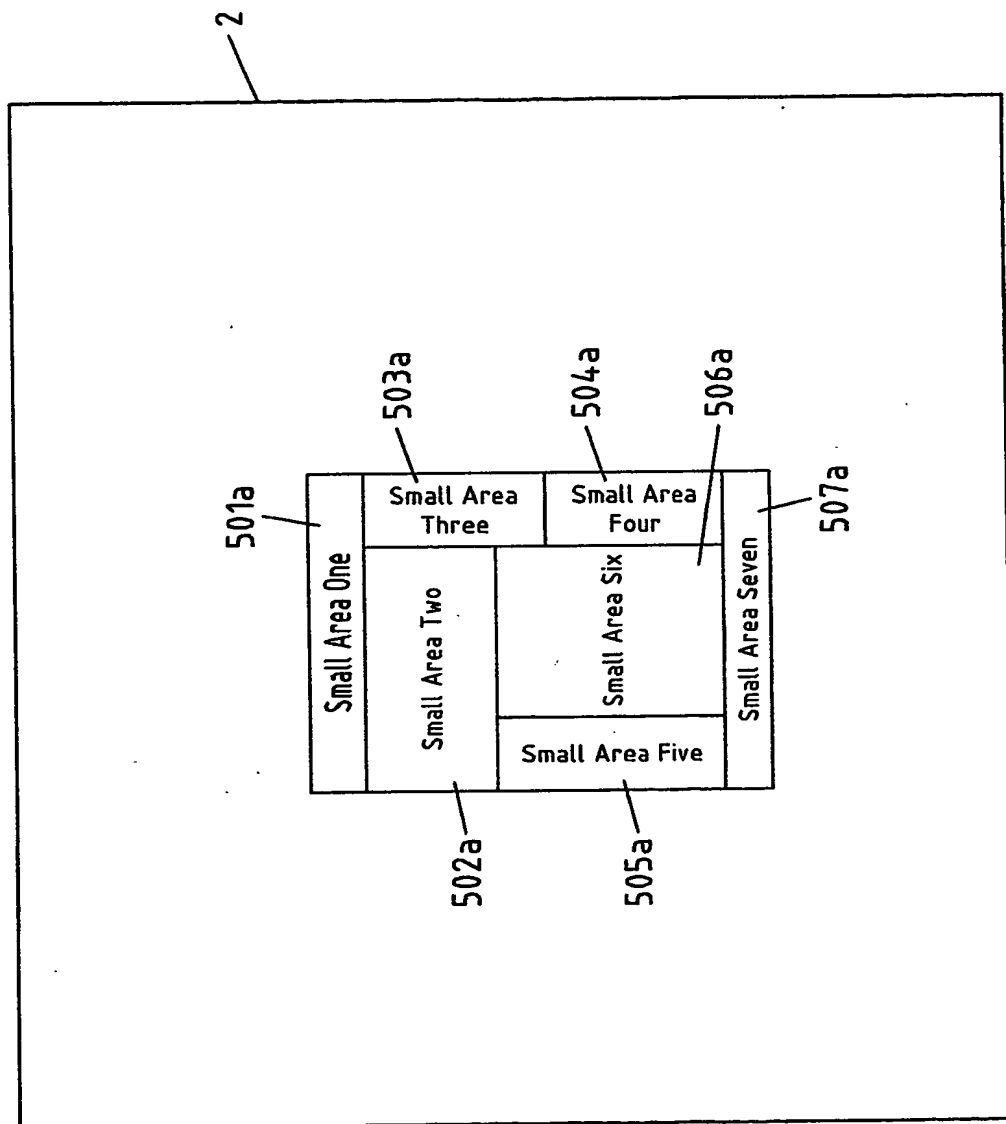 2
501a
Small Area One
503a
Small Area
Three
504a
Small Area
Four
Small Area Two
502a
506a
Small Area Six
Small Area Five
505a
507a
Small Area Seven